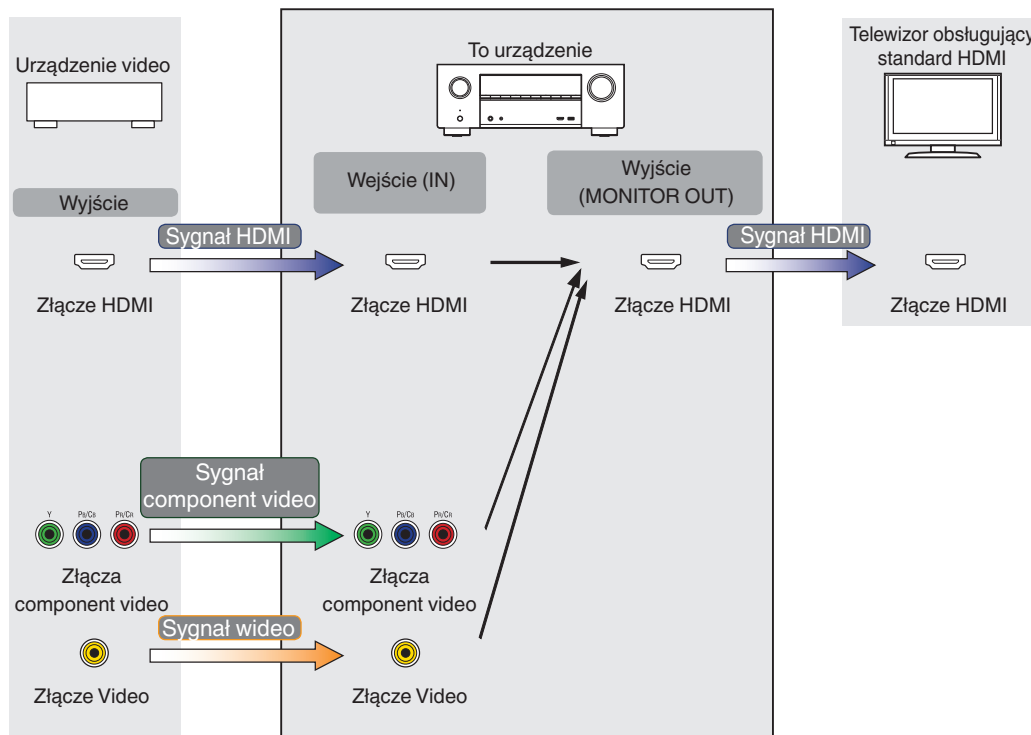 Urządzenie video
To urządzenie
Telewizor obsługujący
standard HDMI
Wyjście
Wejście (IN)
Wyjście
(MONITOR OUT)
Sygnał HDMI
Sygnał HDMI
Złącze HDMI
Złącze HDMI
Złącze HDMI
Złącze HDMI
Sygnał
component video
Y PB/CB PR/CR
Y PB/CB PR/CR
Złącza
component video
Złącza
component video
Sygnał wideo
Złącze Video
Złącze Video